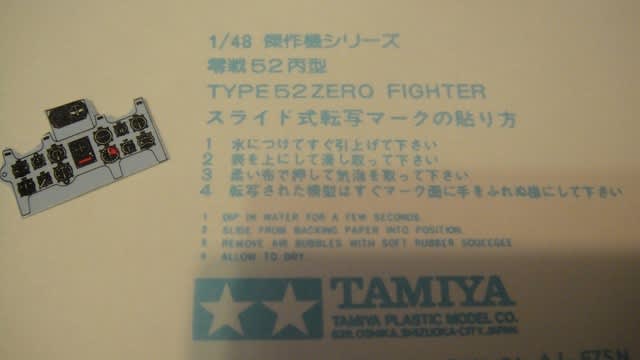 1/48 傑作機シリーズ
零戦52丙型
TYPE52ZERO FIGHTER
スライド式転写マークの貼り方
1 水につけてすぐ引上げて下さい
2 表を上にして湯し取って下さい
3 柔い布で押して気泡を取って下さい
4 転写された模型はすぐマーク面に手をふれぬ様にして下さい
1 DIP IN WATER FOR A FEW SECONDS.
2 SLIDE FROM BACKING PAPER INTO POSITION.
3 REMOVE AIR BUBBLES WITH SOFT RUBBER SQUEEGEE
4 ALLOW TO DRY.
TAMIYA
TAMIYA PLASTIC MODEL CO.
628, OSHIKA, SHIZUOKA-CITY, JAPAN.